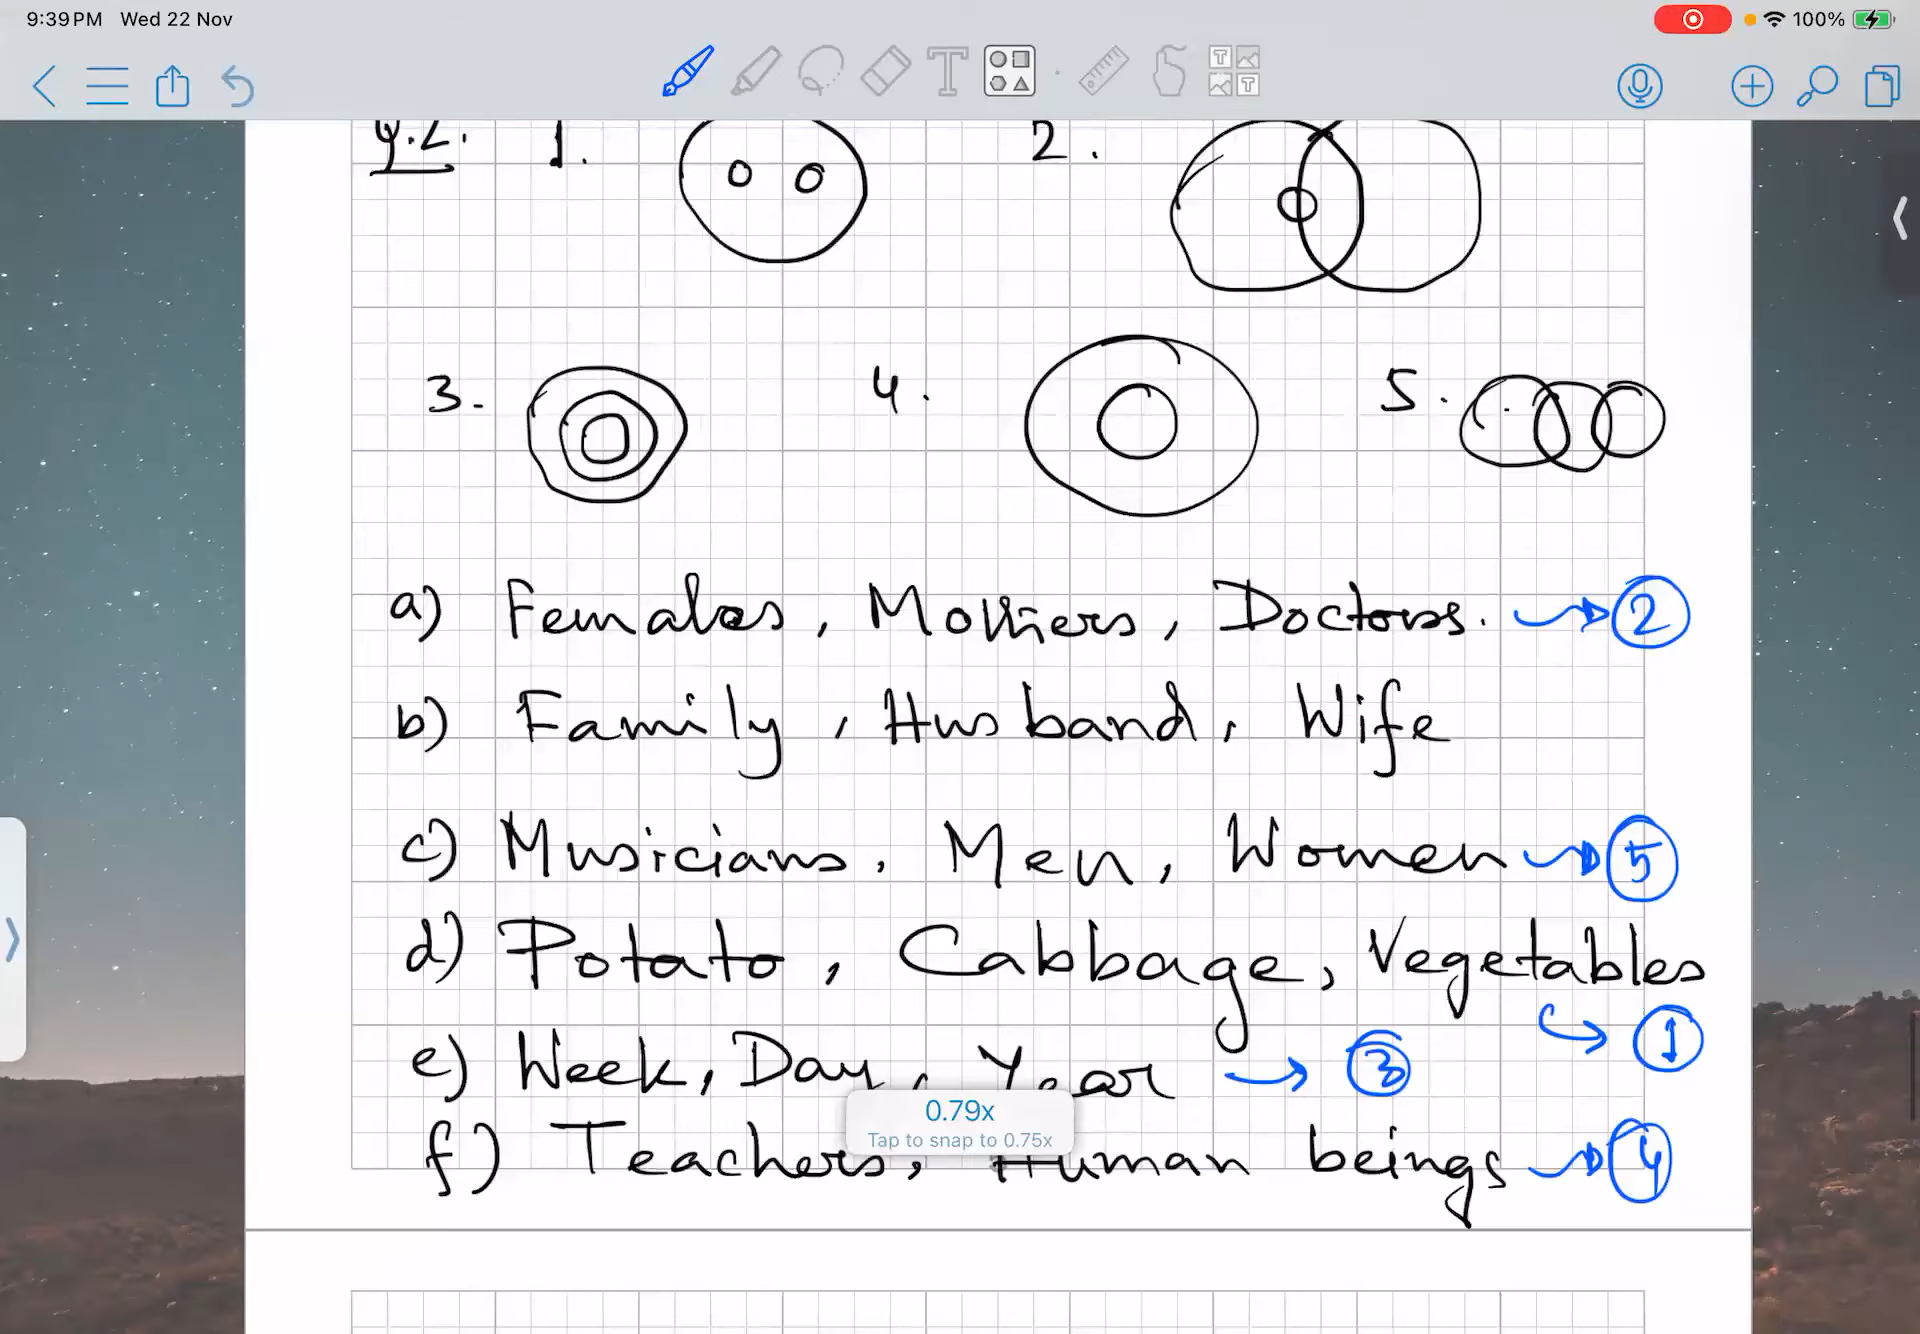 9:39 PM Wed 22 Nov 100%
Q.2. 1. 2.
3. 4. 5.
a) Females, Mothers, Doctors. 2
b) Family, Husband, Wife
c) Musicians, Men, Women 5
d) Potato, Cabbage, Vegetables
1
e) Week, Day, Year 3
0.79x
Tap to snap to 0.75x
f) Teachers, Human beings 4